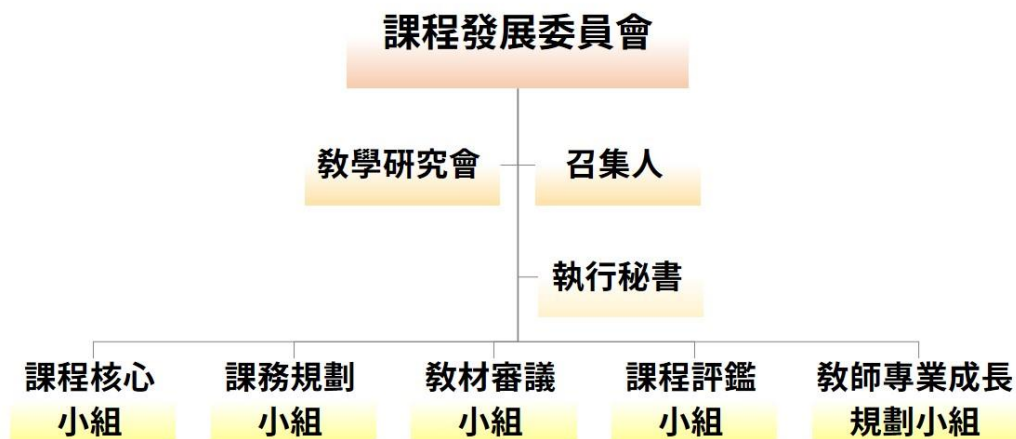 課程發展委員會
教學研究會
召集人
執行秘書
課程核心
小組
課務規劃
小組
教材審議
小組
課程評鑑
小組
教師專業成長
規劃小組